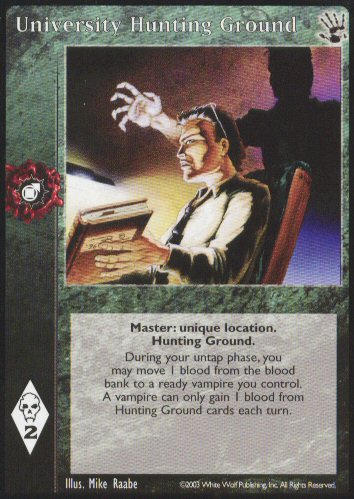 University Hunting Ground
Master: unique location.
Hunting Ground.
During your untap phase, you
may move 1 blood from the blood
bank to a ready vampire you control.
A vampire can only gain 1 blood from
Hunting Ground cards each turn.
2
Illus. Mike Raabe
©2003 White Wolf Publishing, Inc. All Rights Reserved.